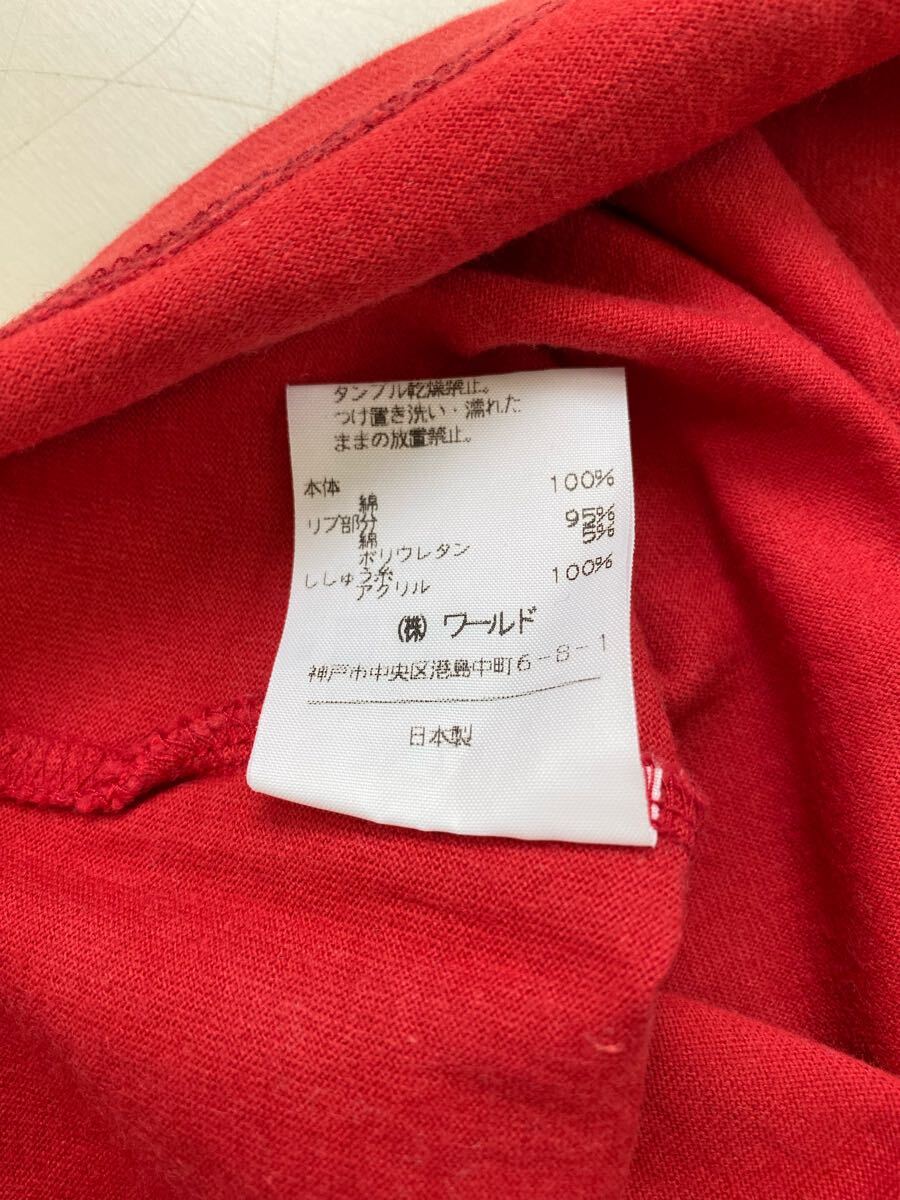 タンブル乾燥禁止。
つけ置き洗い・濡れた
ままの放置禁止。
本体
綿 100%
リブ部分
綿 95%
ポリウレタン 5%
ししゅう糸
アクリル 100%
(株) ワールド
神戸市中央区港島中町6-8-1
日本製